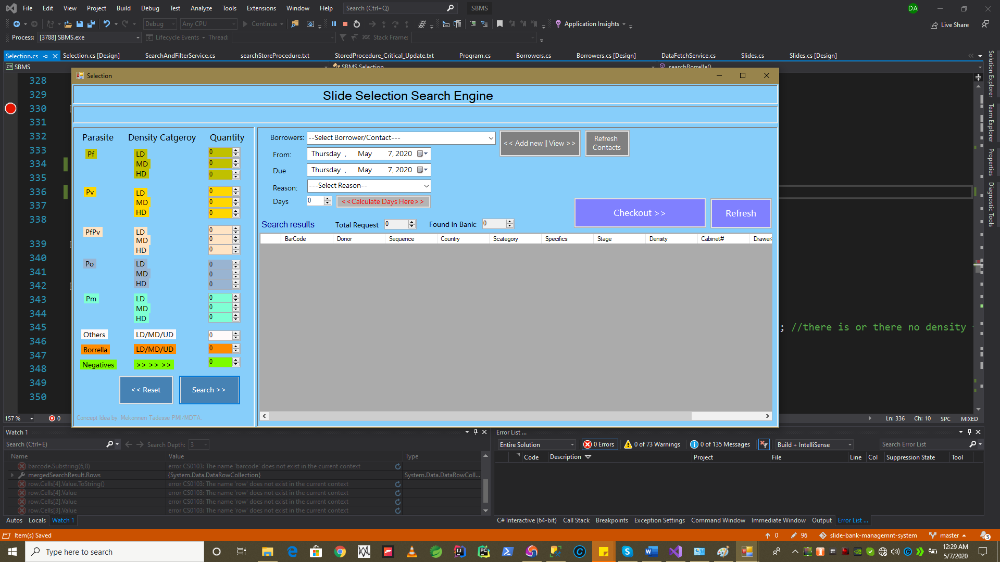 File Edit View Project Build Debug Test Analyze Tools Extensions Window Help Search (Ctrl+Q) SBMS DA
Debug Any CPU Continue Application Insights Live Share
Process: [3788] SBMS.exe Lifecycle Events Thread: Stack Frame:
Selection.cs Selection.cs [Design] SearchAndFilterService.cs searchStoreProcedure.txt StoredProcedure_Critical_Update.txt Program.cs Borrowers.cs Borrowers.cs [Design] DataFetchService.cs Slides.cs Slides.cs [Design]
C# SBMS SBMS.Selection searchBorrella()
Solution Explorer
Team Explorer
Properties
Diagnostic Tools
328
329
330
331
332
333
334
335
336
337
338
339
340
341
342
343
344
345 ; //there is or there no density
346
347
348
349
350
Selection
Slide Selection Search Engine
Parasite Density Catgeroy Quantity
Pf LD 0
MD 0
HD 0
Pv LD 0
MD 0
HD 0
PfPv LD 0
MD 0
HD 0
Po LD 0
MD 0
HD 0
Pm LD 0
MD 0
HD 0
Others LD/MD/UD 0
Borrella LD/MD/UD 0
Negatives >> >> >> 0
<< Reset Search >>
Concept Idea by Mekonnen Tadesse PMI/MDTA.
Borrowers: --Select Borrower/Contact--- << Add new || View >> Refresh Contacts
From: Thursday , May 7, 2020
Due Thursday , May 7, 2020
Reason: ---Select Reason--
Days 0 <<Calculate Days Here>>
Checkout >> Refresh
Search results Total Request 0 Found in Bank: 0
BarCode Donor Sequence Country Scategory Specifics Stage Density Cabinet# Drawer
157 % 0 Ln: 336 Ch: 10 SPC MIXED
Watch 1
Search (Ctrl+E) Search Depth: 3
Name Value Type
barcode.Substring(6,8) error CS0103: The name 'barcode' does not exist in the current context
mergedSearchResult.Rows {System.Data.DataRowCollection} System.Data.DataRowColl...
row.Cells[4].Value.ToString() error CS0103: The name 'row' does not exist in the current context
row.Cells[4].Value error CS0103: The name 'row' does not exist in the current context
row.Cells[2].Value error CS0103: The name 'row' does not exist in the current context
row.Cells[3].Value error CS0103: The name 'row' does not exist in the current context
Autos Locals Watch 1
Error List ...
Entire Solution 0 Errors 0 of 73 Warnings 0 of 135 Messages Build + IntelliSense Search Error List
Code Description Project File Line Col Suppression State Tool
C# Interactive (64-bit) Call Stack Breakpoints Exception Settings Command Window Immediate Window Output Error List ...
Item(s) Saved 0 96 slide-bank-managemnt-system master 3
Type here to search
12:29 AM
5/7/2020